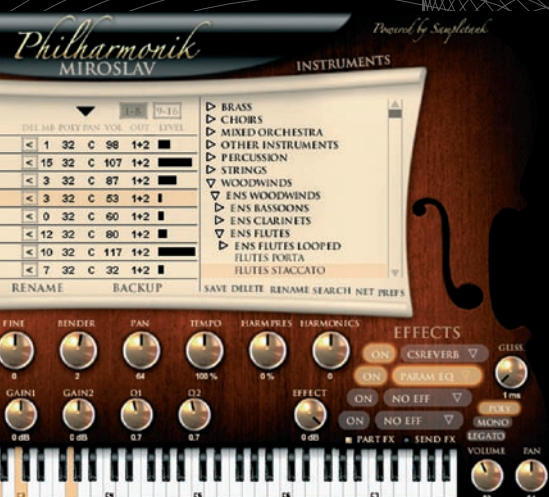 Philharmonik
MIROSLAV
Powered by Sampletank
INSTRUMENTS
1-8 9-16
DEL MB POLY PAN VOL OUT LEVEL
< 1 32 C 98 1+2
< 15 32 C 107 1+2
< 3 32 C 87 1+2
< 3 32 C 53 1+2
< 0 32 C 60 1+2
< 12 32 C 80 1+2
< 10 32 C 117 1+2
< 7 32 C 32 1+2
RENAME BACKUP
BRASS
CHOIRS
MIXED ORCHESTRA
OTHER INSTRUMENTS
PERCUSSION
STRINGS
WOODWINDS
ENS WOODWINDS
ENS BASSOONS
ENS CLARINETS
ENS FLUTES
ENS FLUTES LOOPED
FLUTES PORTA
FLUTES STACCATO
SAVE DELETE RENAME SEARCH NET PREFS
FINE BENDER PAN TEMPO HARMPRES HARMONICS
0 2 64 100 % 0 % 0
GAIN1 GAIN2 Q1 Q2 EFFECT
0 dB 0 dB 0.7 0.7 0 dB
EFFECTS
ON CSREVERB
ON PARAM EQ
ON NO EFF
ON NO EFF
PART FX SEND FX
GLISS
1 ms
POLY
MONO
LEGATO
VOLUME PAN